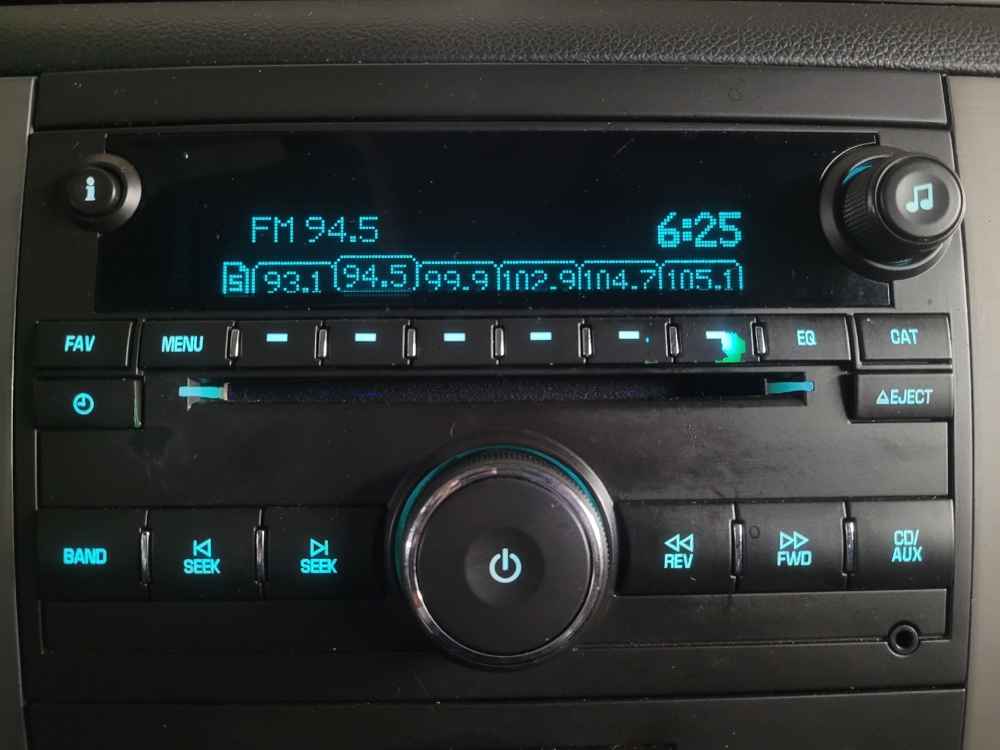 i
FM 94.5 6:25
5 93.1 94.5 99.9 102.9 104.7 105.1
FAV MENU EQ CAT
EJECT
BAND SEEK SEEK REV FWD CD/
AUX